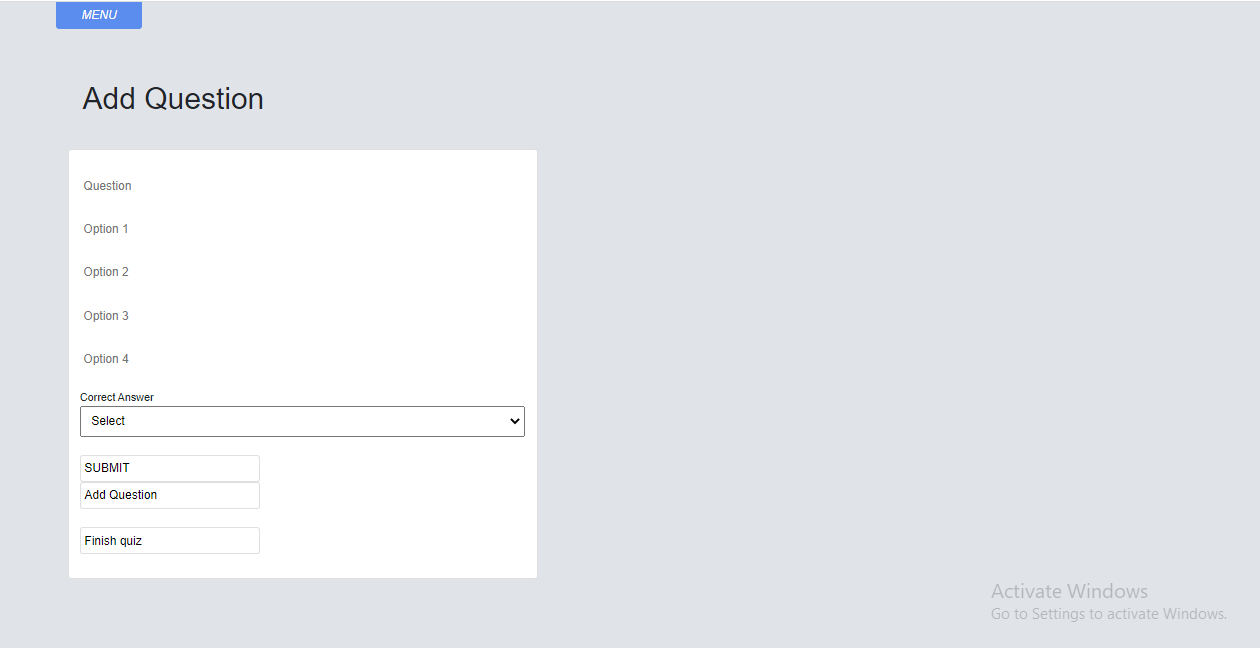 MENU
Add Question
Question
Option 1
Option 2
Option 3
Option 4
Correct Answer
Select
SUBMIT
Add Question
Finish quiz
Activate Windows
Go to Settings to activate Windows.